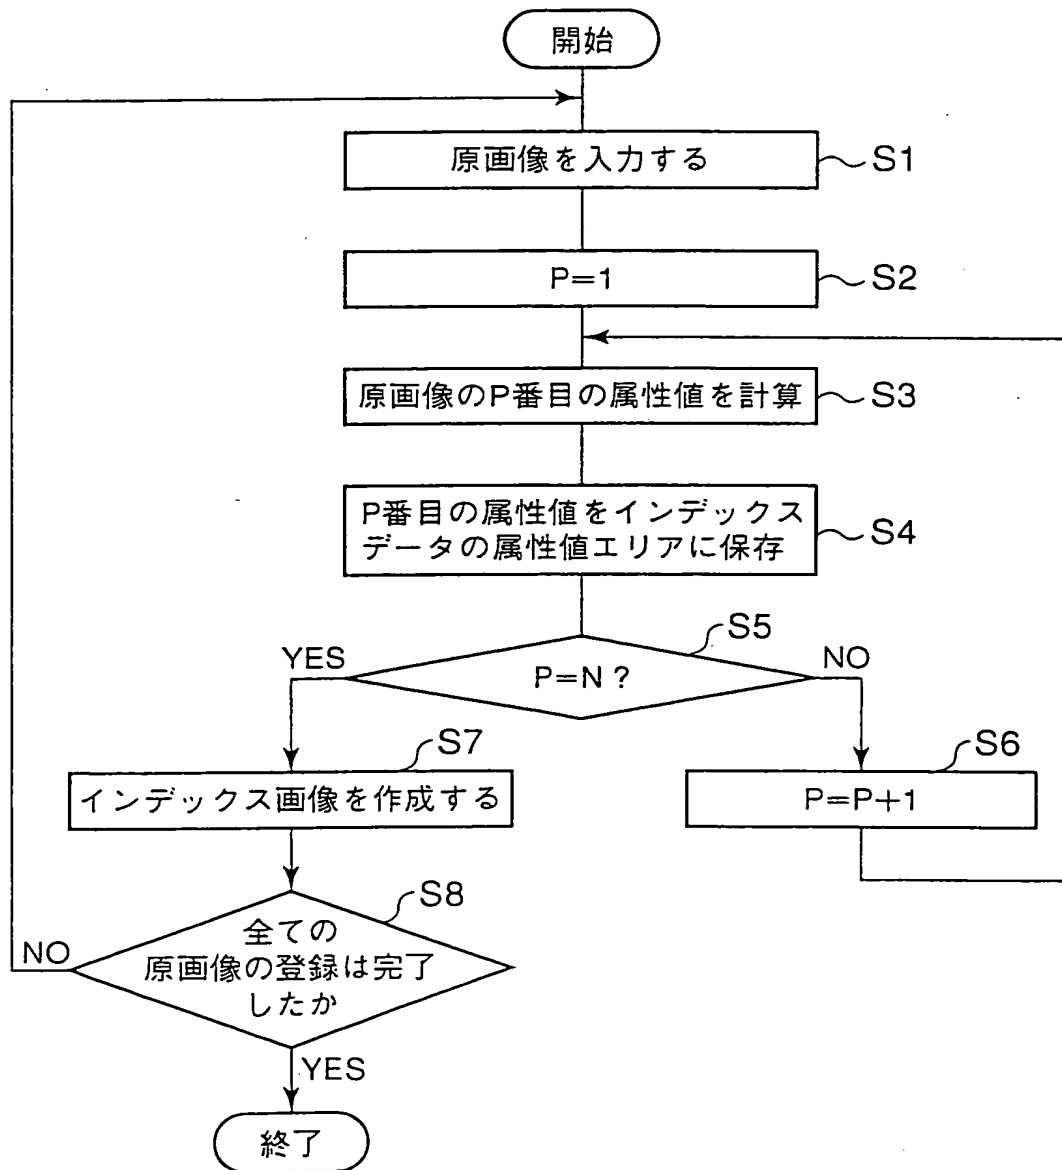 開始
原画像を入力する
S1
P=1
S2
原画像のP番目の属性値を計算
S3
P番目の属性値をインデックス
データの属性値エリアに保存
S4
S5
YES
P=N?
NO
S7
インデックス画像を作成する
S6
P=P+1
S8
全ての
原画像の登録は完了
したか
NO
YES
終了